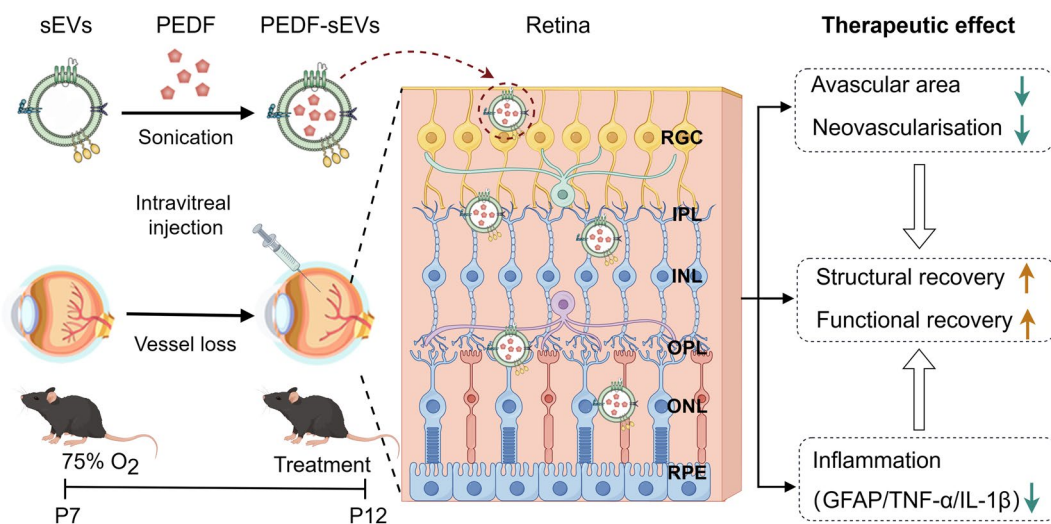 sEVs
PEDF
PEDF-sEVs
Retina
Therapeutic effect
Sonication
Intravitreal
injection
Vessel loss
75% O₂
Treatment
P7
P12
RGC
IPL
INL
OPL
ONL
RPE
Avascular area
Neovascularisation
Structural recovery
Functional recovery
Inflammation
(GFAP/TNF-α/IL-1β)